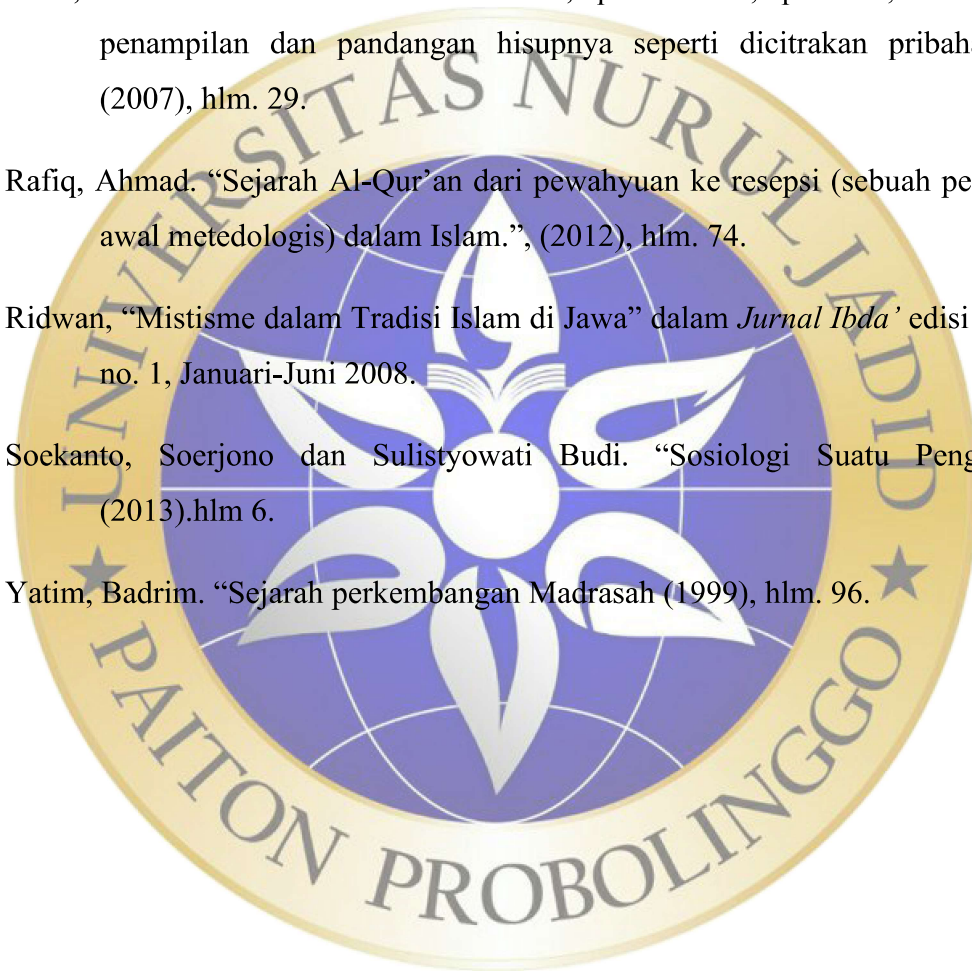 penampilan dan pandangan hisupnya seperti dicitrakan
(2007), hlm. 29.
Rafiq, Ahmad. “Sejarah Al-Qur’an dari pewahyuan ke resepsi (sebuah
awal metedologis) dalam Islam.”, (2012), hlm. 74.
Ridwan, “Mistisme dalam Tradisi Islam di Jawa” dalam Jurnal Ibda’ edisi
no. 1, Januari-Juni 2008.
Soekanto, Soerjono dan Sulistyowati Budi. “Sosiologi Suatu
(2013).hlm 6.
Yatim, Badrim. “Sejarah perkembangan Madrasah (1999), hlm. 96.
UNIVERSITAS NURUL JADID
PAITON PROBOLINGGO